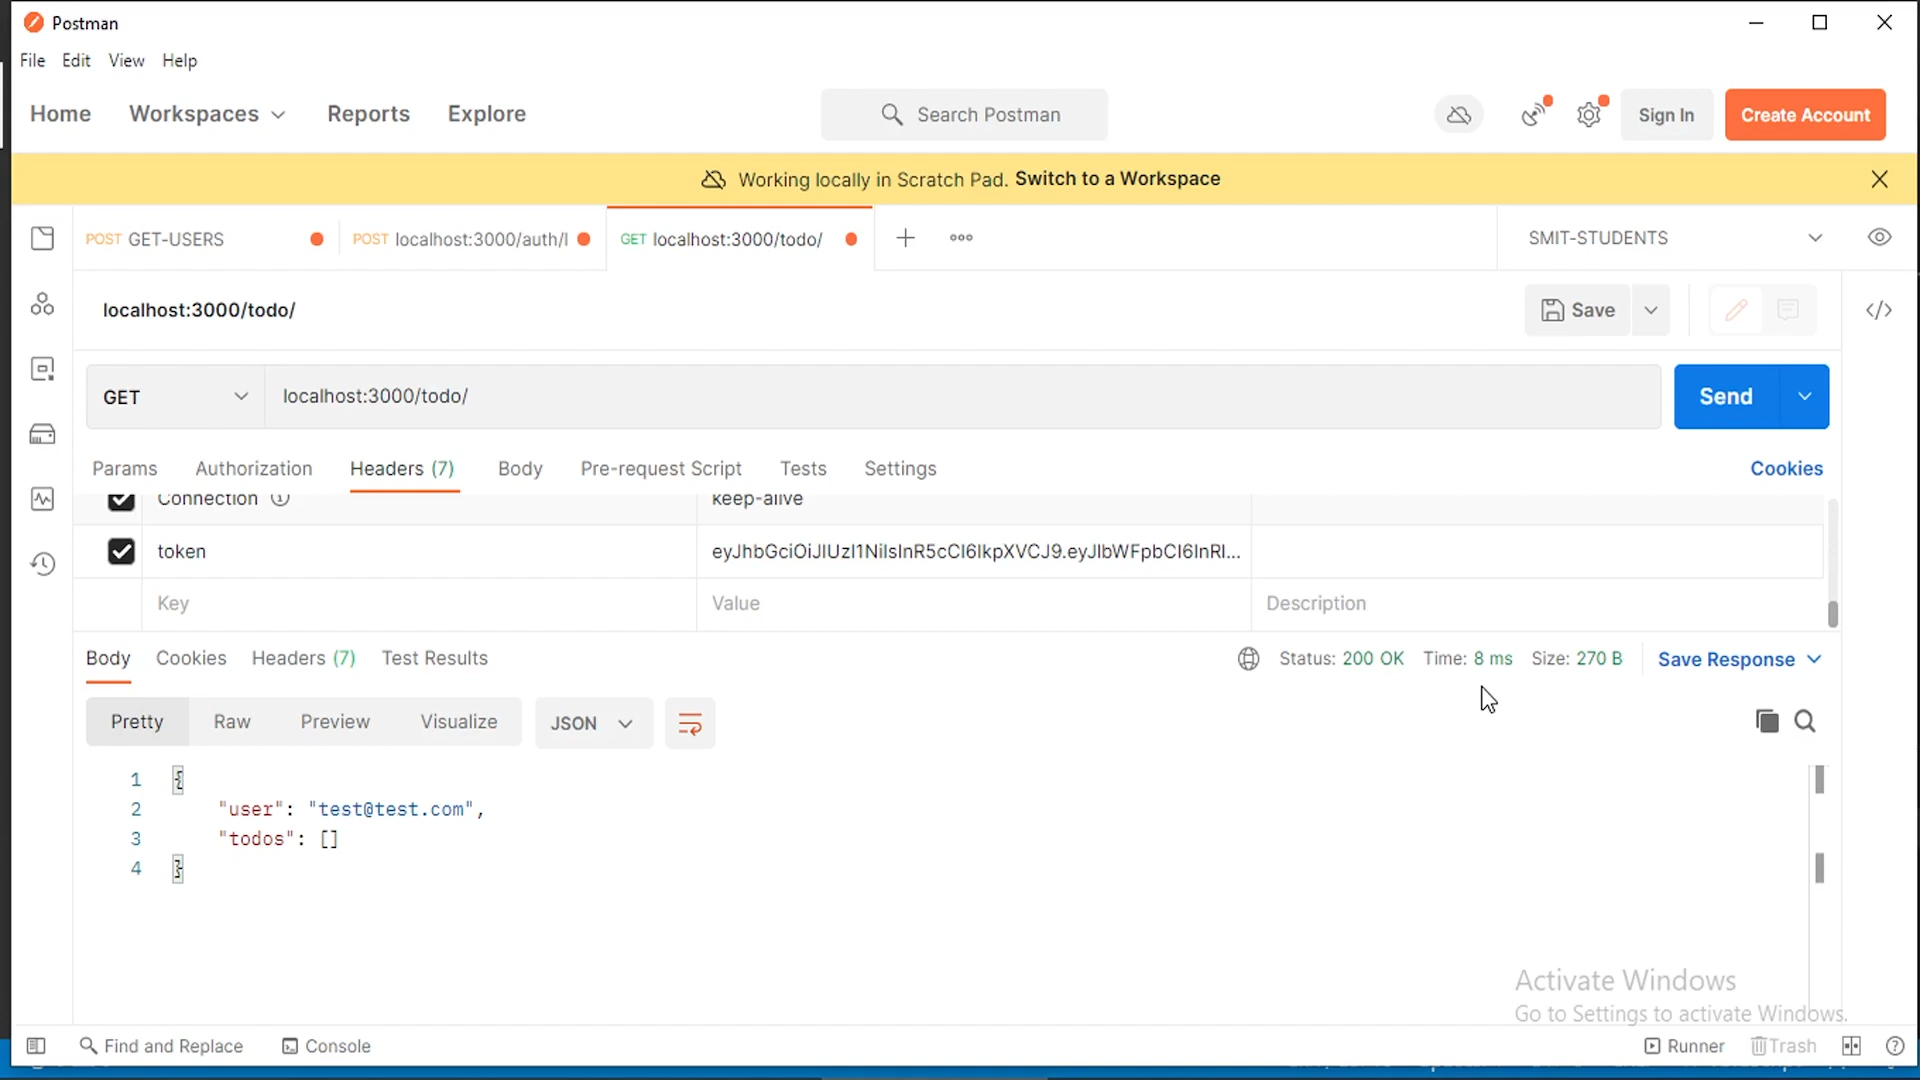 Postman
File Edit View Help
Home Workspaces Reports Explore Search Postman Sign In Create Account
Working locally in Scratch Pad. Switch to a Workspace
POST GET-USERS POST localhost:3000/auth/l GET localhost:3000/todo/ SMIT-STUDENTS
localhost:3000/todo/ Save
GET localhost:3000/todo/ Send
Params Authorization Headers (7) Body Pre-request Script Tests Settings Cookies
Connection keep-alive
token eyJhbGciOiJIUzI1NiIsInR5cCI6IkpXVCJ9.eyJlbWFpbCI6InRl...
Key Value Description
Body Cookies Headers (7) Test Results Status: 200 OK Time: 8 ms Size: 270 B Save Response
Pretty Raw Preview Visualize JSON
1 {
2 "user": "test@test.com",
3 "todos": []
4 }
Activate Windows
Go to Settings to activate Windows.
Find and Replace Console Runner Trash